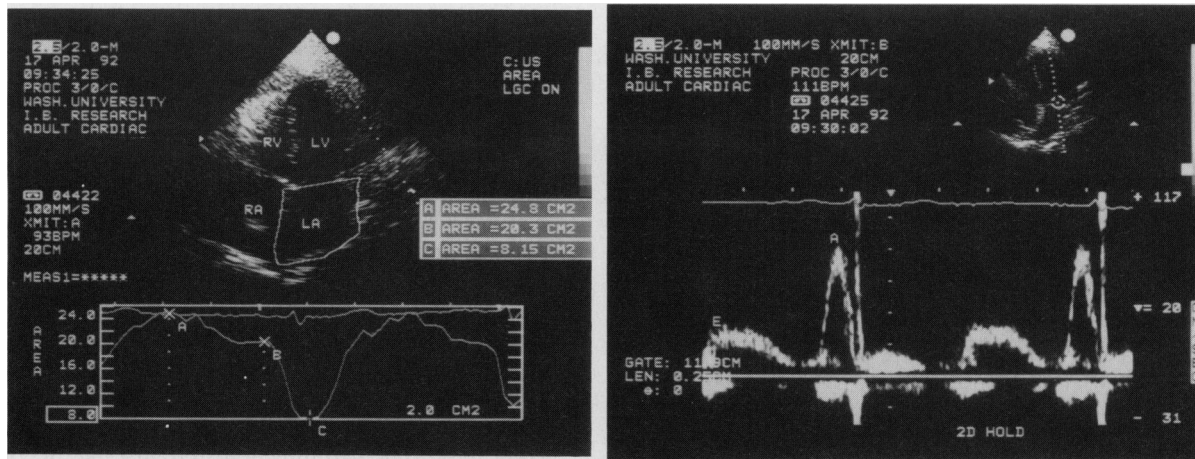 2.5/2.0-M
17 APR 92
09:34:25
PROC 3/0/C
WASH.UNIVERSITY
I.B. RESEARCH
ADULT CARDIAC
C:US
AREA
LGC ON
RV LV
RA
LA
04422
100MM/S
XMIT:A
93BPM
20CM
MEAS1=*****
A AREA =24.8 CM2
B AREA =20.3 CM2
C AREA =8.15 CM2
AREA
24.0
20.0
16.0
12.0
8.0
A
B
C
2.0 CM2
2.5/2.0-M 100MM/S XMIT:B
WASH.UNIVERSITY 20CM
I.B. RESEARCH PROC 3/0/C
ADULT CARDIAC 111BPM
04425
17 APR 92
09:30:02
+ 117
A
E
= 20
GATE:
LEN:
: 0
- 31
2D HOLD